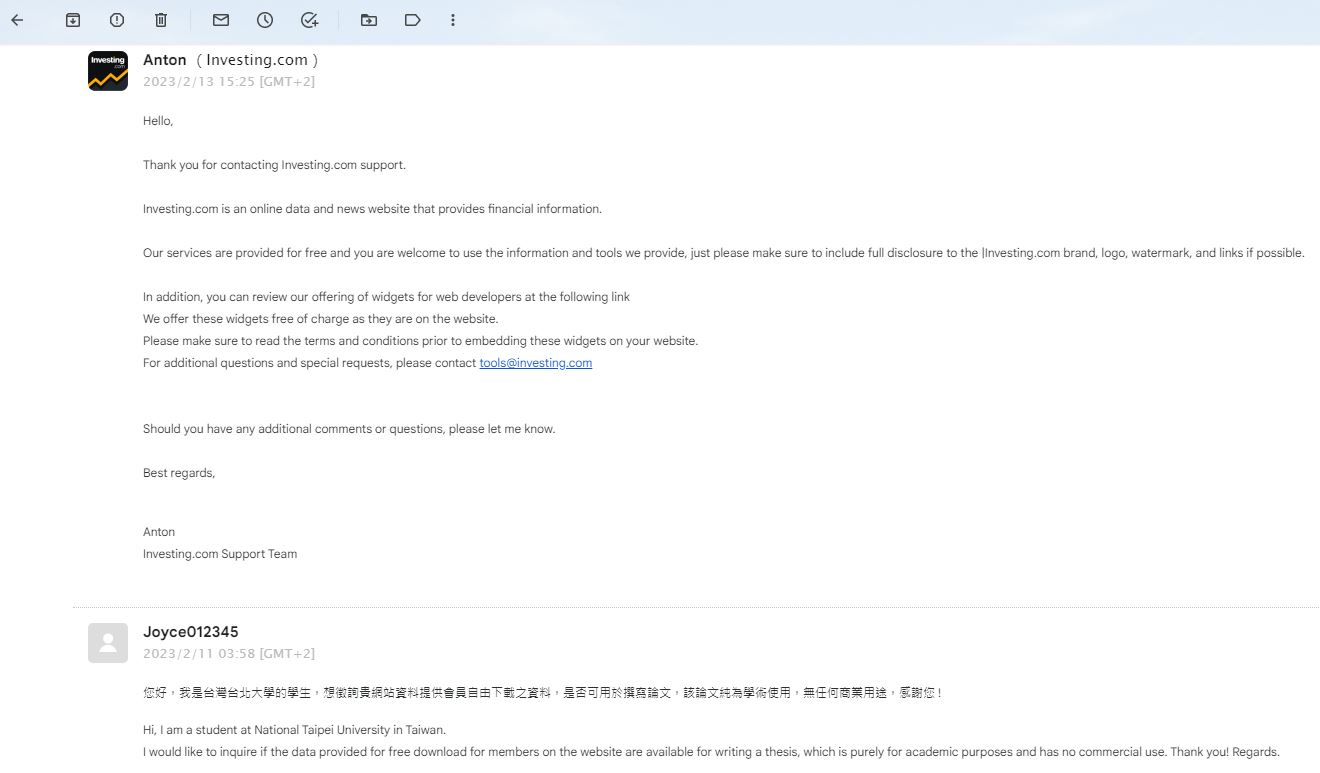 Investing
.com
Anton （ Investing.com ）
2023/2/13 15:25 [GMT+2]
Hello,
Thank you for contacting Investing.com support.
Investing.com is an online data and news website that provides financial information.
Our services are provided for free and you are welcome to use the information and tools we provide, just please make sure to include full disclosure to the |Investing.com brand, logo, watermark, and links if possible.
In addition, you can review our offering of widgets for web developers at the following link
We offer these widgets free of charge as they are on the website.
Please make sure to read the terms and conditions prior to embedding these widgets on your website.
For additional questions and special requests, please contact tools@investing.com
Should you have any additional comments or questions, please let me know.
Best regards,
Anton
Investing.com Support Team
Joyce012345
2023/2/11 03:58 [GMT+2]
您好，我是台灣台北大學的學生，想徵詢貴網站資料提供會員自由下載之資料，是否可用於撰寫論文，該論文純為學術使用，無任何商業用途，感謝您！
Hi, I am a student at National Taipei University in Taiwan.
I would like to inquire if the data provided for free download for members on the website are available for writing a thesis, which is purely for academic purposes and has no commercial use. Thank you! Regards.